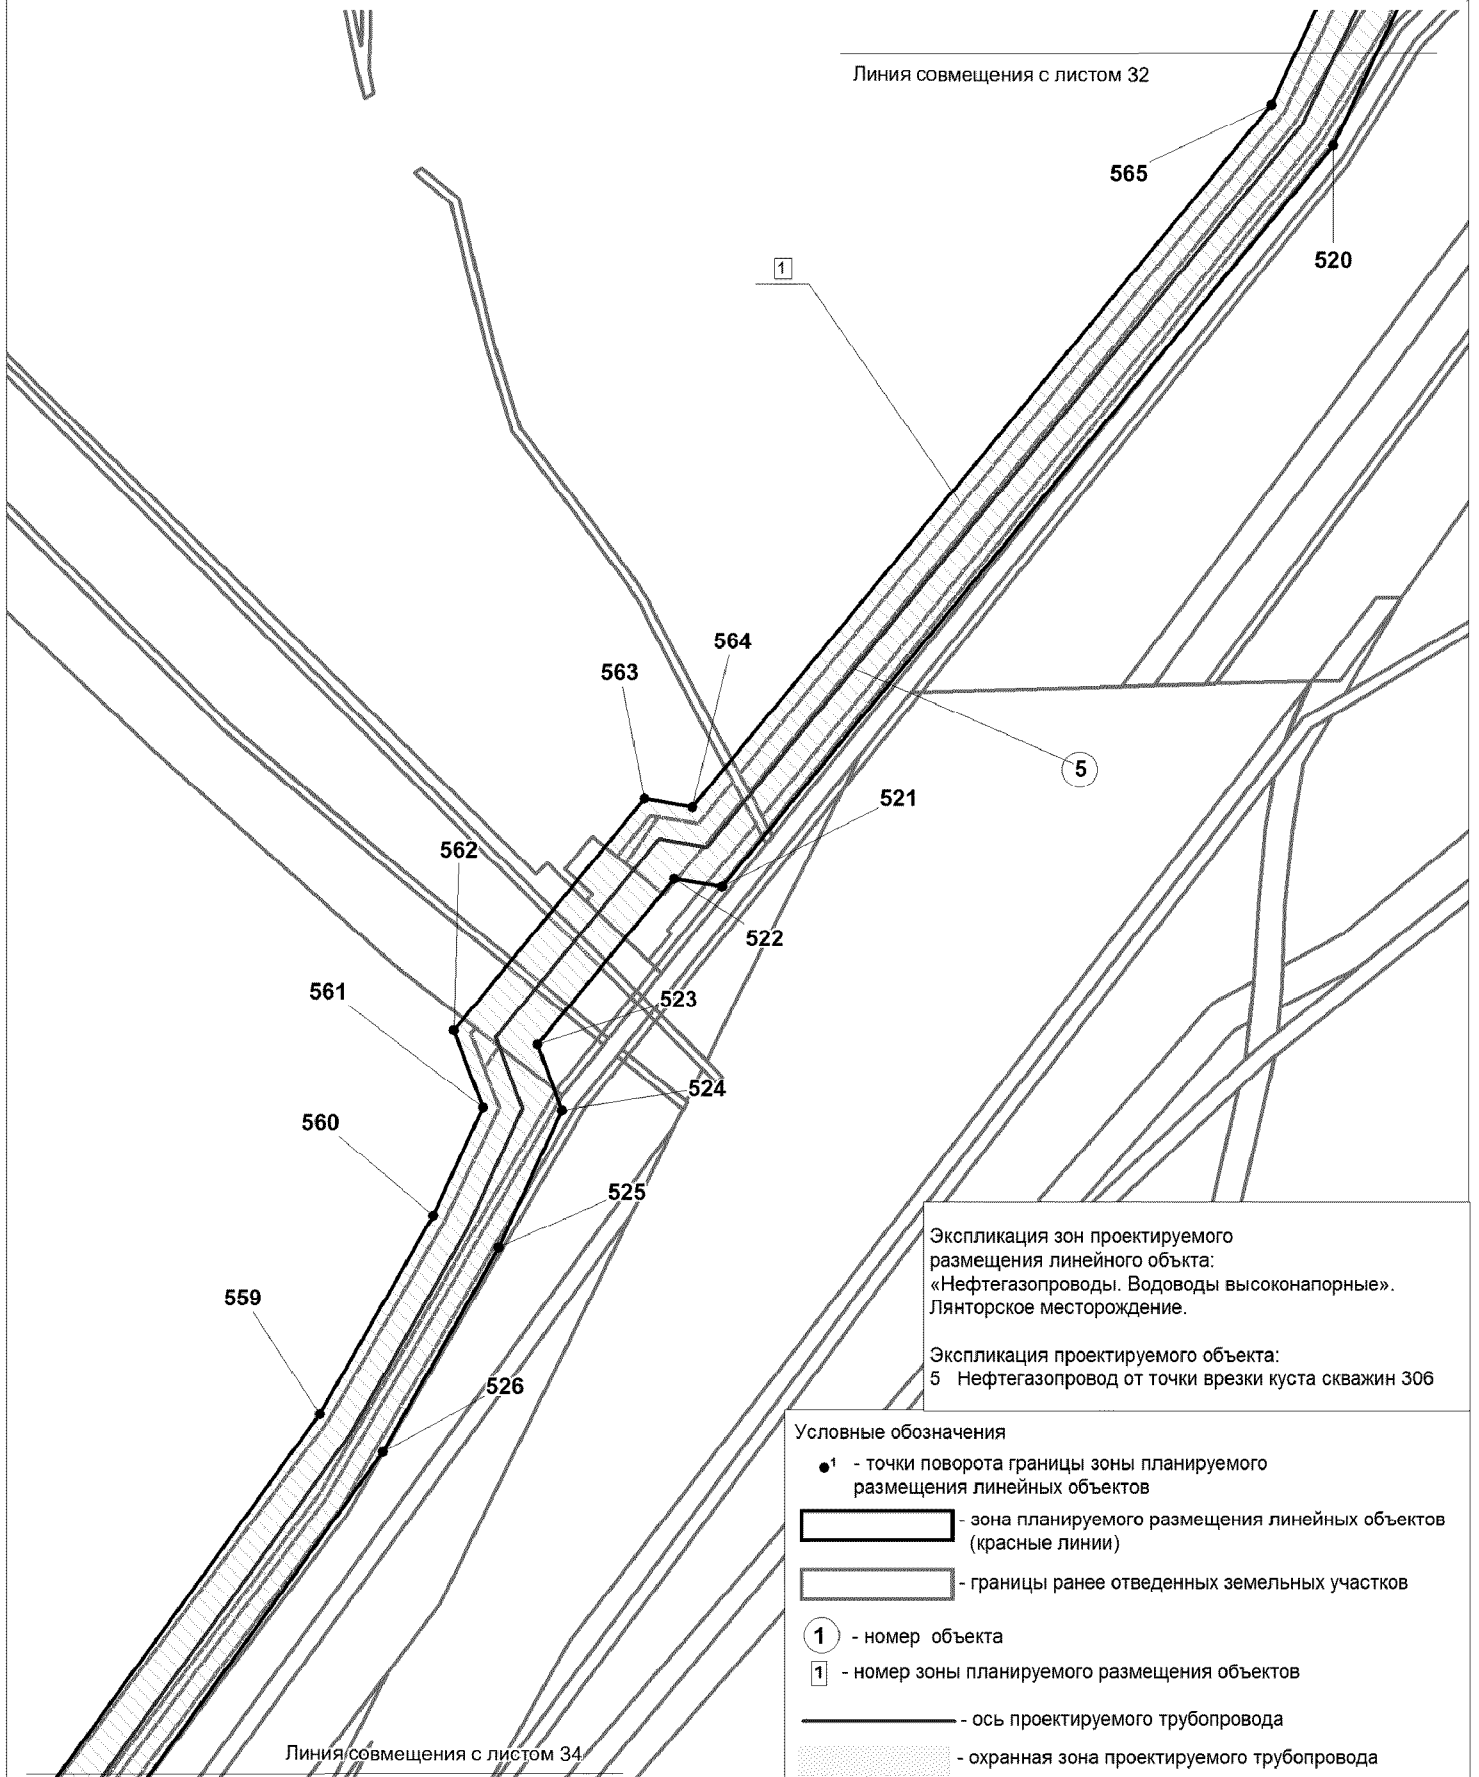 Линия совмещения с листом 32
565
520
1
564
563
5
521
562
522
561
523
524
560
525
559
526
Экспликация зон проектируемого
размещения линейного объкта:
«Нефтегазопроводы. Водоводы высоконапорные».
Лянторское месторождение.
Экспликация проектируемого объекта:
5 Нефтегазопровод от точки врезки куста скважин 306
Условные обозначения
1 - точки поворота границы зоны планируемого
размещения линейных объектов
- зона планируемого размещения линейных объектов
(красные линии)
- границы ранее отведенных земельных участков
1 - номер объекта
1 - номер зоны планируемого размещения объектов
- ось проектируемого трубопровода
- охранная зона проектируемого трубопровода
Линия совмещения с листом 34